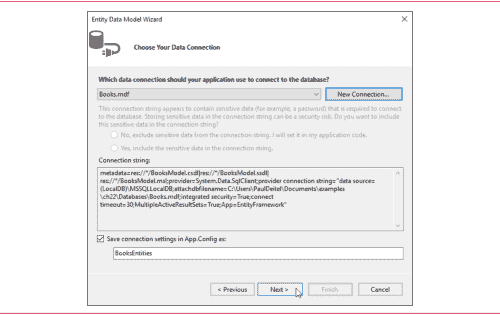 Entity Data Model Wizard
Choose Your Data Connection
Which data connection should your application use to connect to the database?
Books.mdf
New Connection...
This connection string appears to contain sensitive data (for example, a password) that is required to connect
to the database. Storing sensitive data in the connection string can be a security risk. Do you want to include
this sensitive data in the connection string?
No, exclude sensitive data from the connection string. I will set it in my application code.
Yes, include the sensitive data in the connection string.
Connection string:
metadata=res://*/BooksModel.csdl|res://*/BooksModel.ssdl|
res://*/BooksModel.msl;provider=System.Data.SqlClient;provider connection string="data source=
(LocalDB)\MSSQLLocalDB;attachdbfilename=C:\Users\PaulDeitel\Documents\examples
\ch22\Databases\Books.mdf;integrated security=True;connect
timeout=30;MultipleActiveResultSets=True;App=EntityFramework"
Save connection settings in App.Config as:
BooksEntities
< Previous
Next >
Finish
Cancel